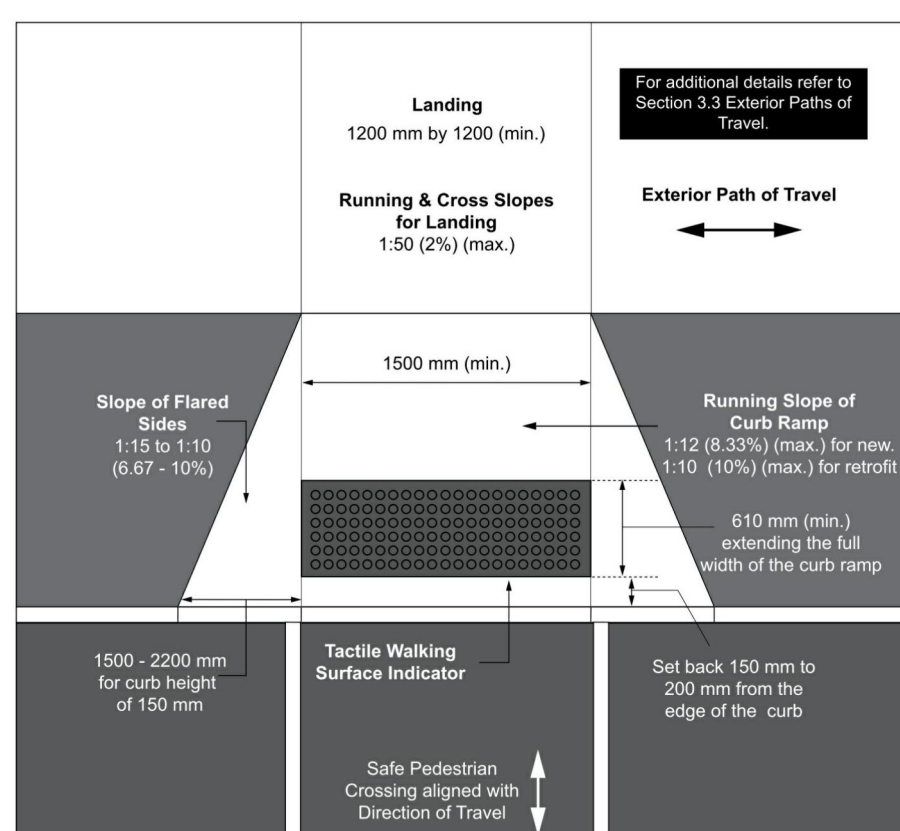 Landing
1200 mm by 1200 (min.)
Running & Cross Slopes
for Landing
1:50 (2%) (max.)
For additional details refer to
Section 3.3 Exterior Paths of
Travel.
Exterior Path of Travel
1500 mm (min.)
Slope of Flared
Sides
1:15 to 1:10
(6.67 - 10%)
Running Slope of
Curb Ramp
1:12 (8.33%) (max.) for new.
1:10 (10%) (max.) for retrofit
610 mm (min.)
extending the full
width of the curb ramp
1500 - 2200 mm
for curb height
of 150 mm
Tactile Walking
Surface Indicator
Set back 150 mm to
200 mm from the
edge of the curb
Safe Pedestrian
Crossing aligned with
Direction of Travel